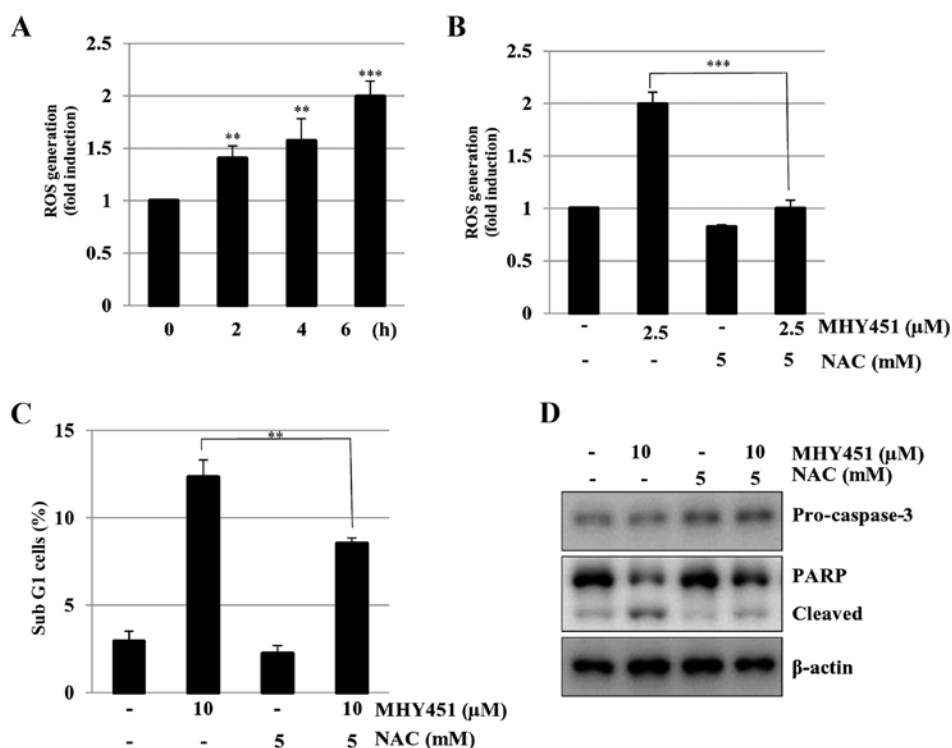 A
ROS generation
(fold induction)
2.5
2
1.5
1
0.5
0
**
**
***
0 2 4 6 (h)
B
ROS generation
(fold induction)
2.5
2
1.5
1
0.5
0
***
- 2.5 - 2.5 MHY451 (μM)
- - 5 5 NAC (mM)
C
Sub G1 cells (%)
15
10
5
0
**
- 10 - 10 MHY451 (μM)
- - 5 5 NAC (mM)
D
- 10 - 10 MHY451 (μM)
- - 5 5 NAC (mM)
Pro-caspase-3
PARP
Cleaved
β-actin